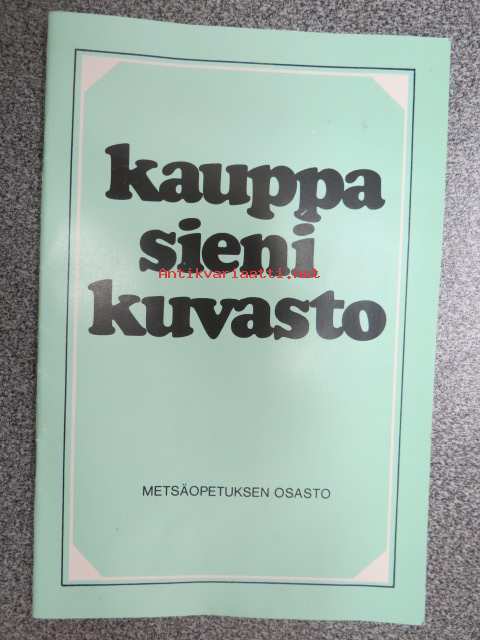 kauppa
sieni
Antikvariaatti.net
kuvasto
METSÄOPETUKSEN OSASTO